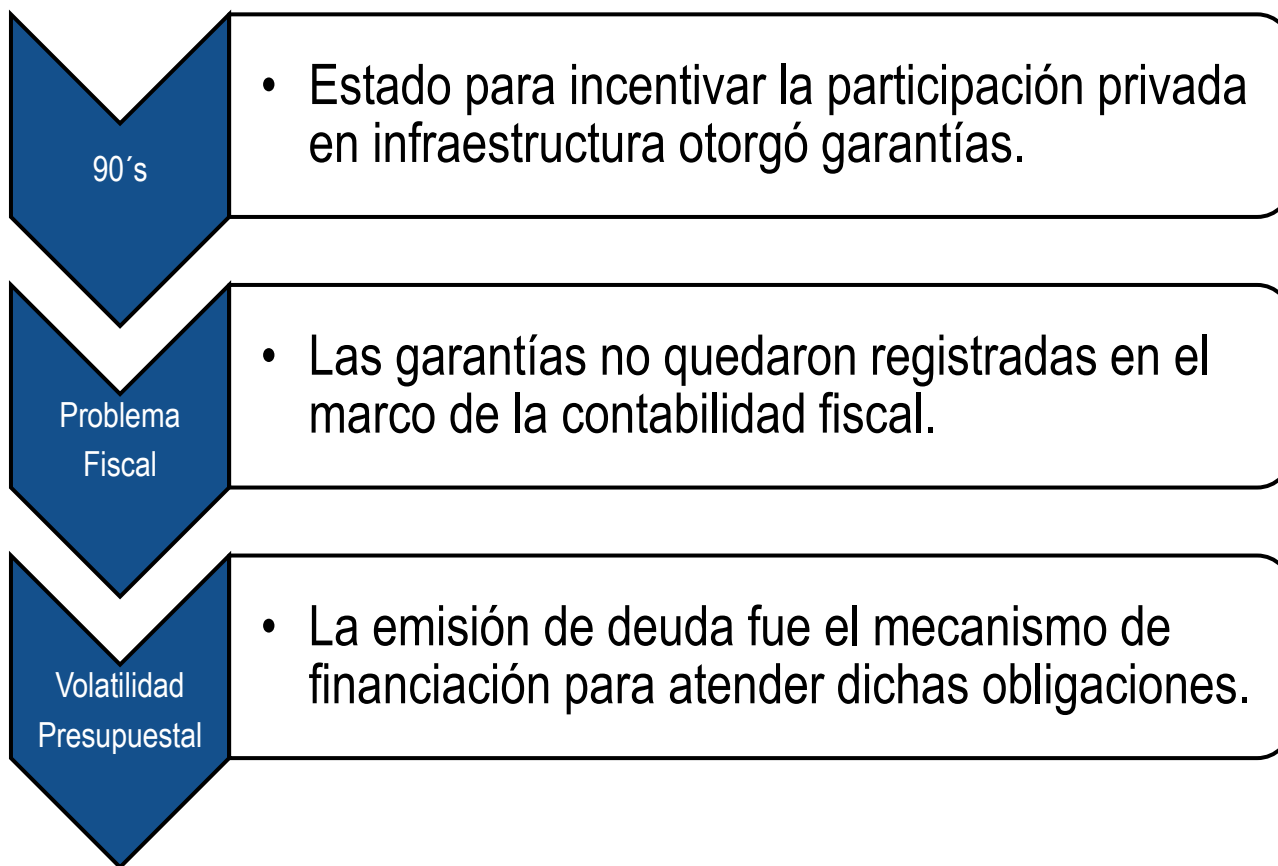 90´s
• Estado para incentivar la participación privada
en infraestructura otorgó garantías.
Problema
Fiscal
• Las garantías no quedaron registradas en el
marco de la contabilidad fiscal.
Volatilidad
Presupuestal
• La emisión de deuda fue el mecanismo de
financiación para atender dichas obligaciones.